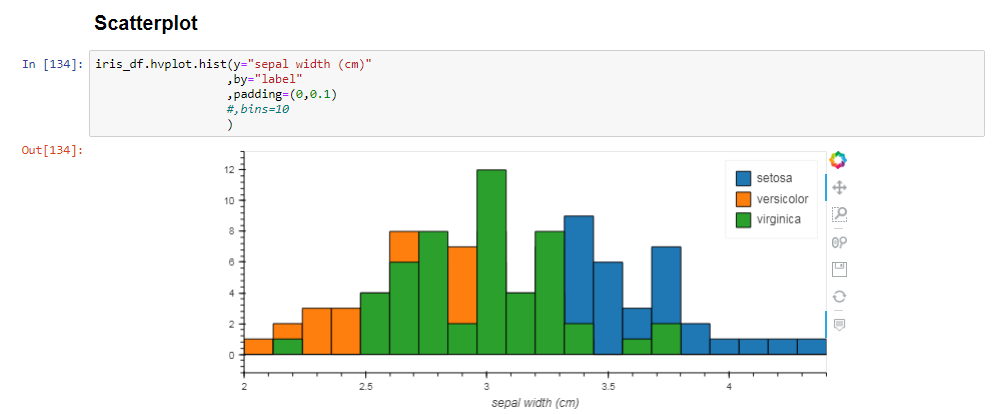 Scatterplot
In [134]: iris_df.hvplot.hist(y="sepal width (cm)"
,by="label"
,padding=(0,0.1)
#,bins=10
)
Out[134]:
setosa
versicolor
virginica
12
10
8
6
4
2
0
2 2.5 3 3.5 4
sepal width (cm)